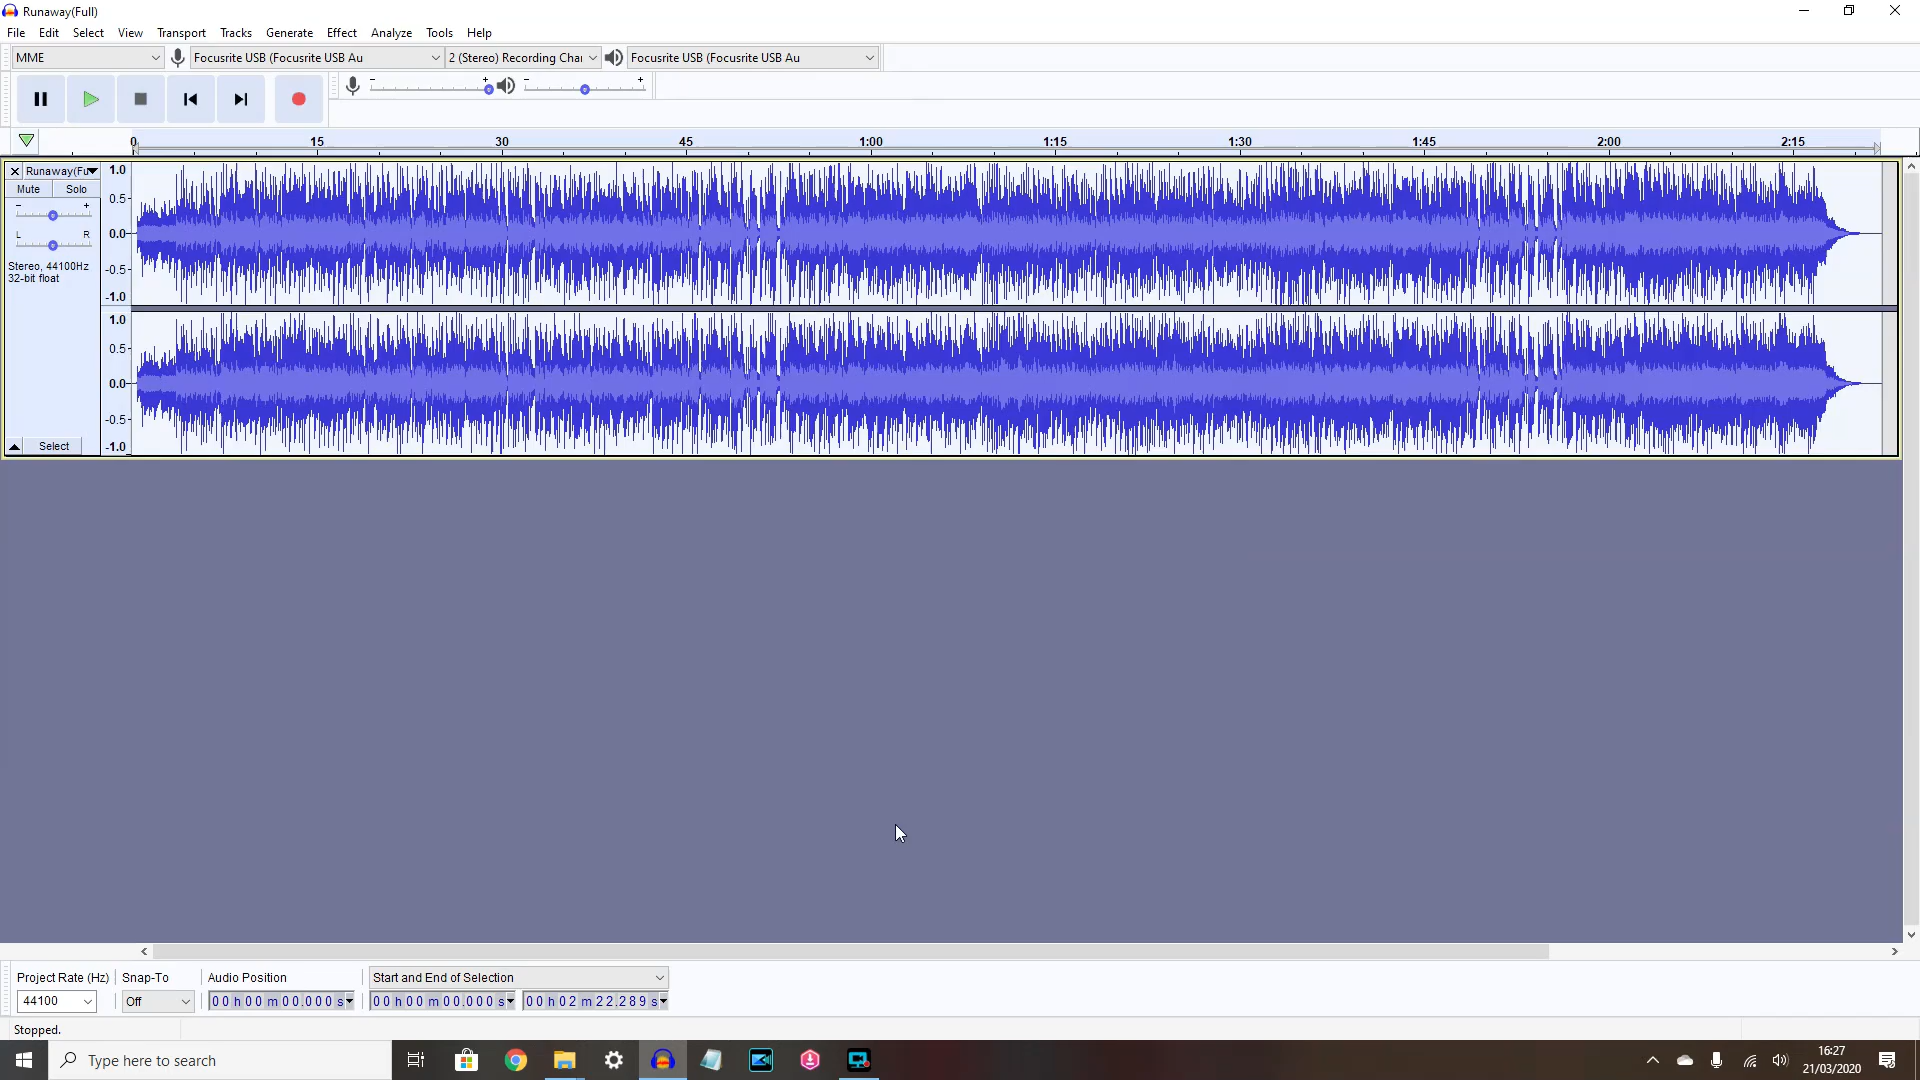 Runaway(Full)
File Edit Select View Transport Tracks Generate Effect Analyze Tools Help
MME Focusrite USB (Focusrite USB Au 2 (Stereo) Recording Chai Focusrite USB (Focusrite USB Au
- + - +
0 15 30 45 1:00 1:15 1:30 1:45 2:00 2:15
Runaway(Fu
Mute Solo
- +
L R
Stereo, 44100Hz
32-bit float
Select
1.0
0.5
0.0
-0.5
-1.0
1.0
0.5
0.0
-0.5
-1.0
Project Rate (Hz) Snap-To Audio Position Start and End of Selection
44100 Off 00 h 00 m 00.000 s 00 h 00 m 00.000 s 00 h 02 m 22.289 s
Stopped.
Type here to search
16:27
21/03/2020